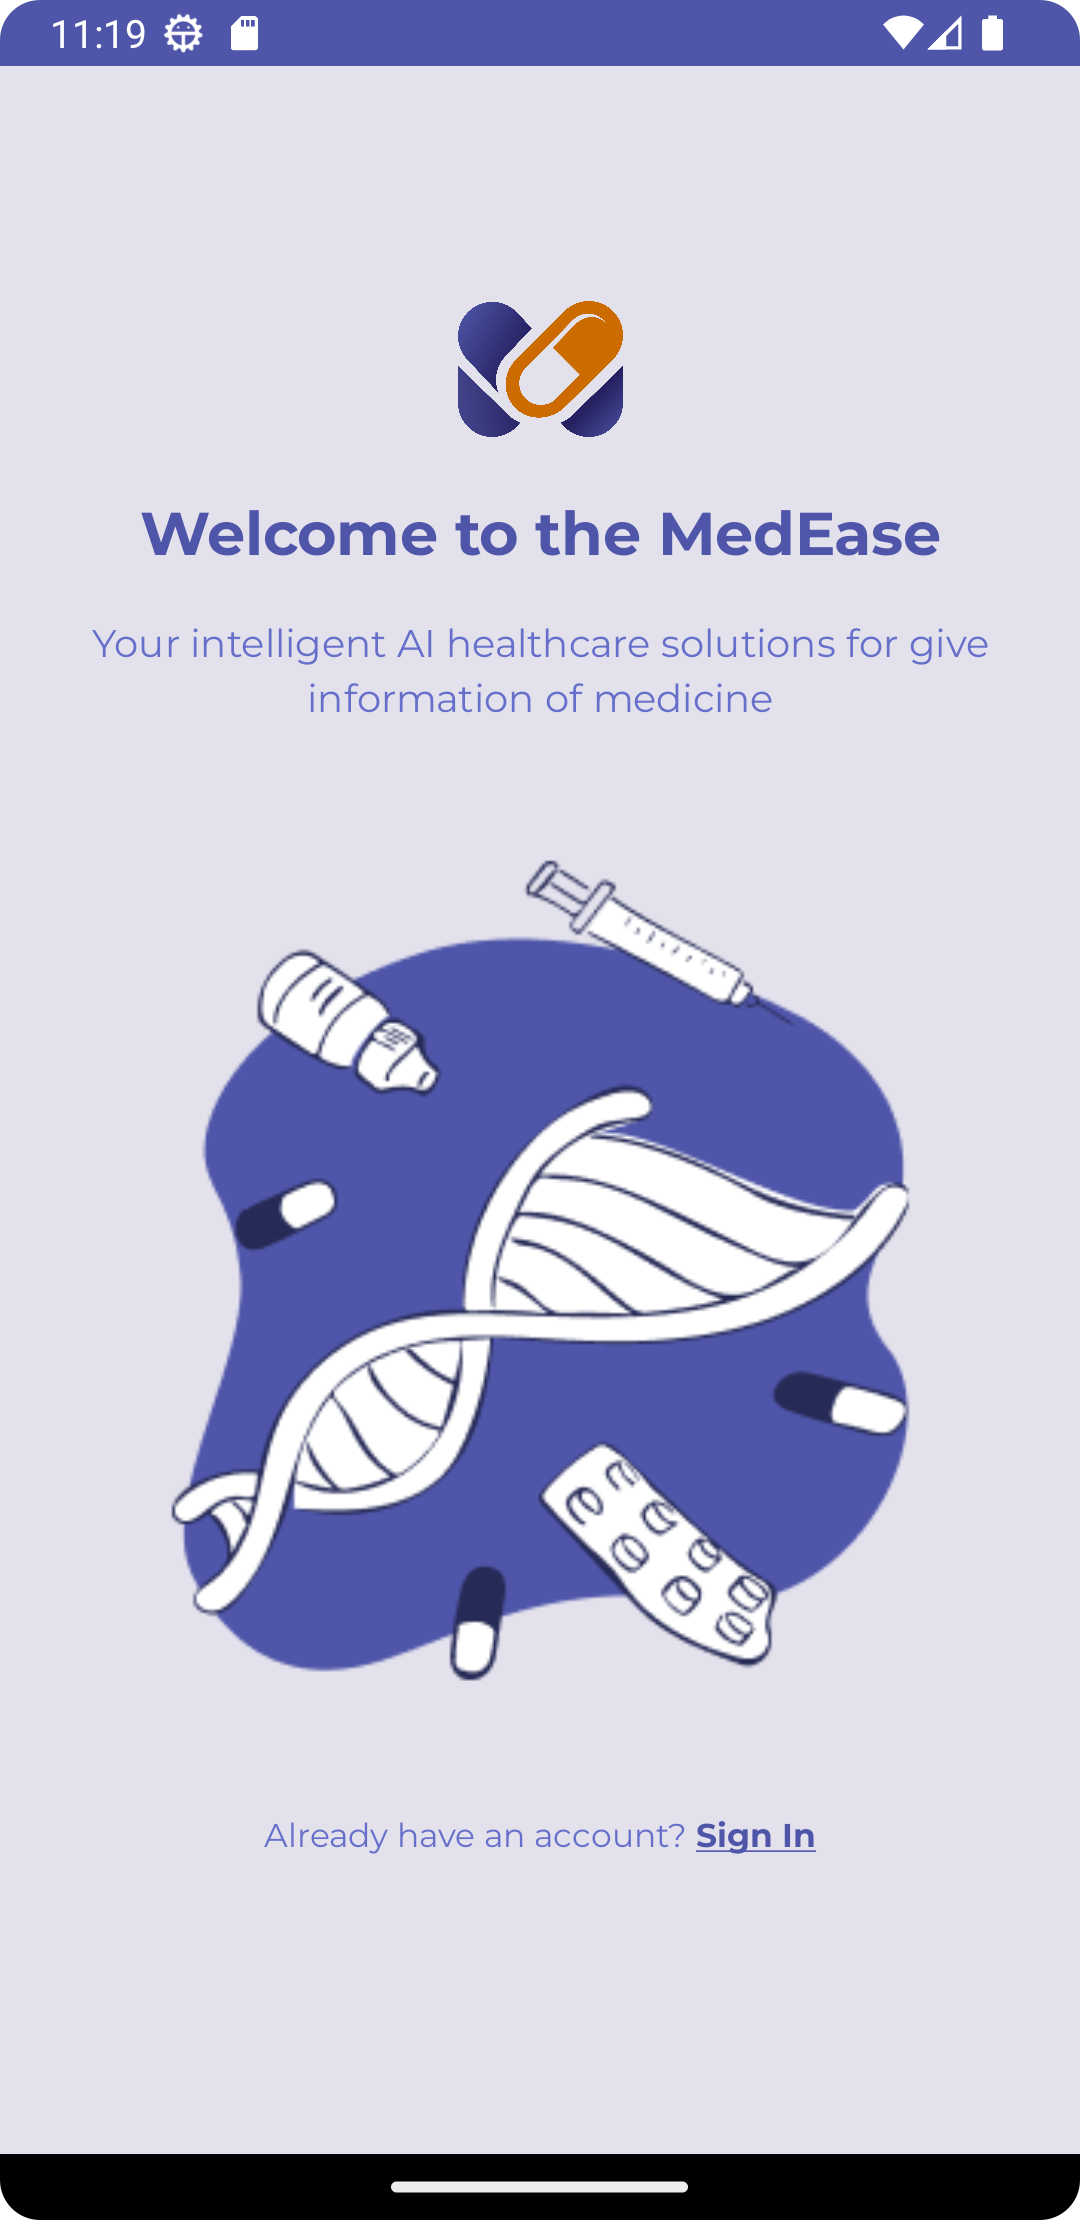 11:19
Welcome to the MedEase
Your intelligent AI healthcare solutions for give
information of medicine
Already have an account? Sign In